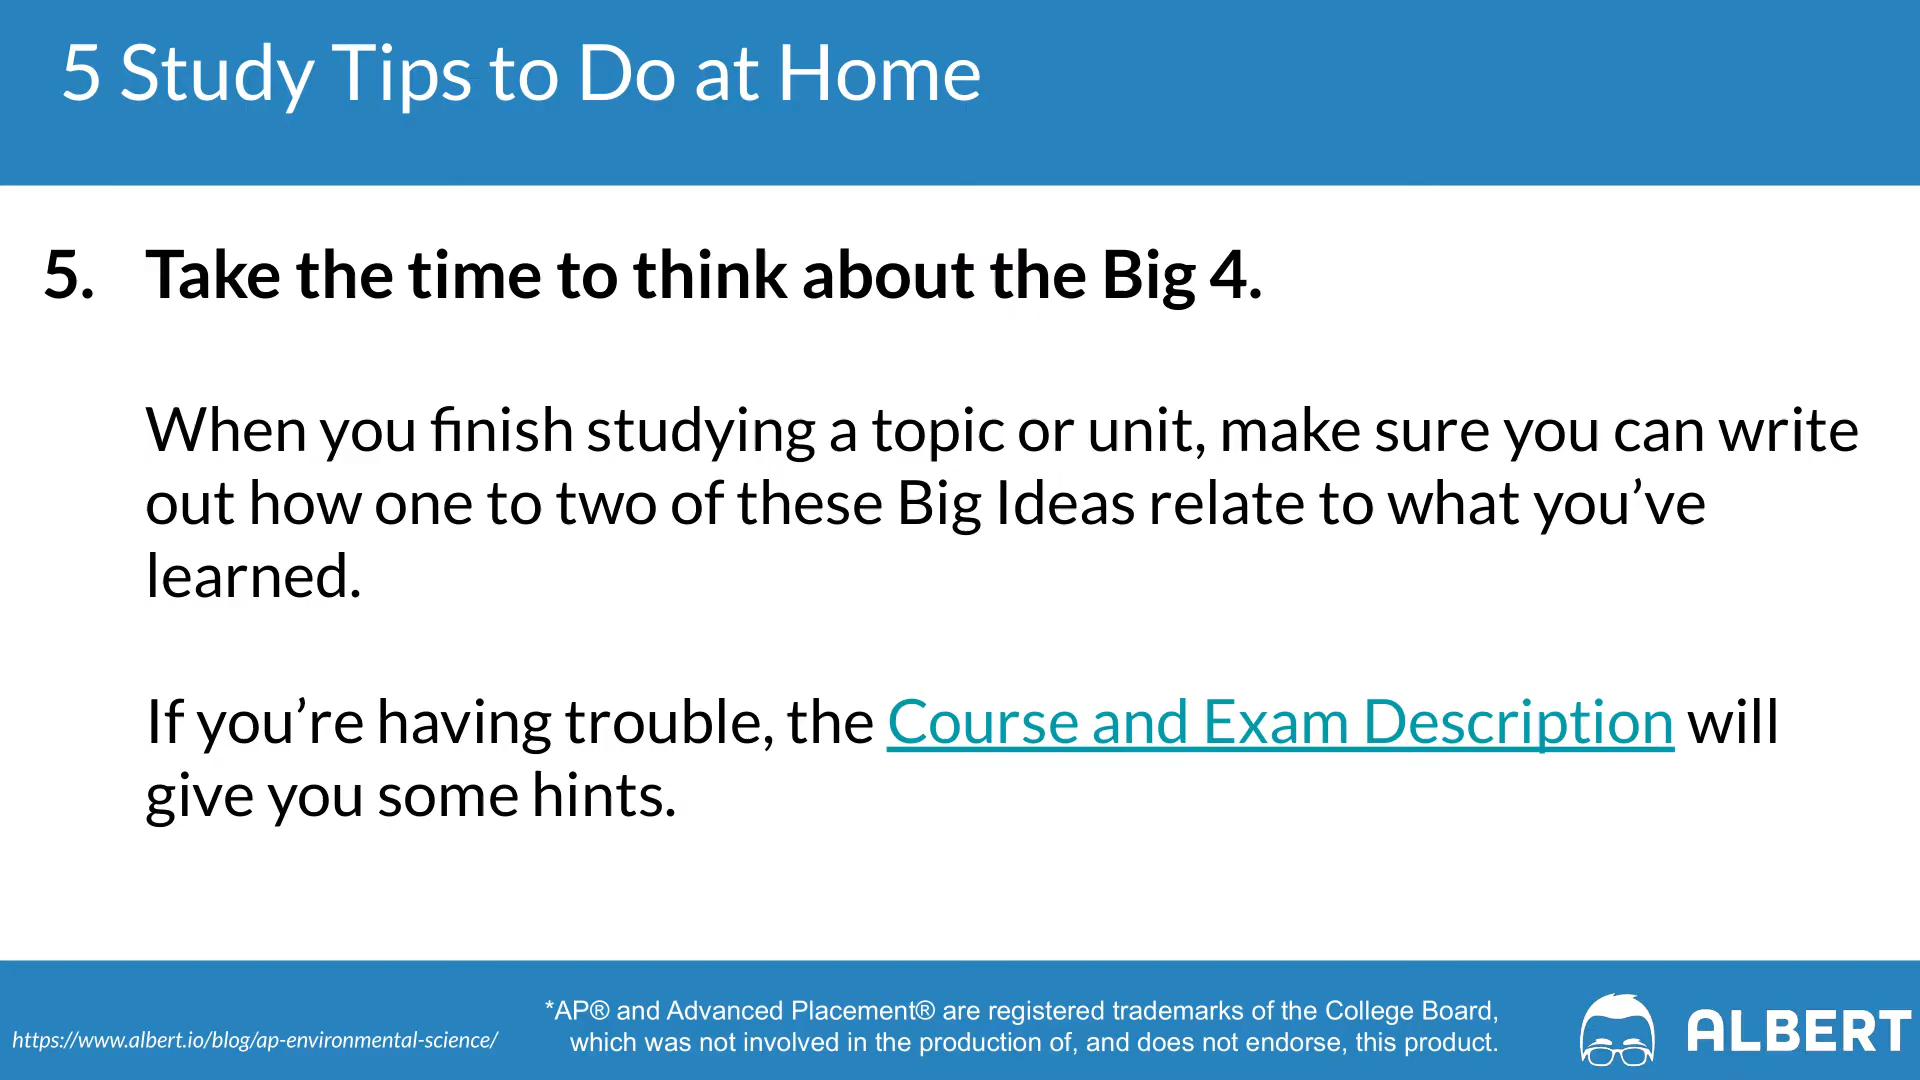 5 Study Tips to Do at Home
5. Take the time to think about the Big 4.
When you finish studying a topic or unit, make sure you can write
out how one to two of these Big Ideas relate to what you’ve
learned.
If you’re having trouble, the Course and Exam Description will
give you some hints.
https://www.albert.io/blog/ap-environmental-science/
*AP® and Advanced Placement® are registered trademarks of the College Board,
which was not involved in the production of, and does not endorse, this product.
ALBERT